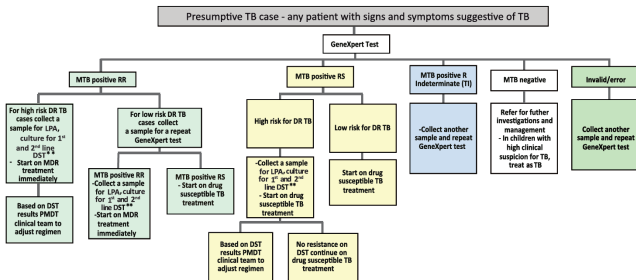 Presumptive TB case - any patient with signs and symptoms suggestive of TB
GeneXpert Test
MTB positive RR
MTB positive RS
MTB positive R
Indeterminate (TI)
MTB negative
Invalid/error
For high risk DR TB
cases collect a
sample for LPA,
culture for 1st
and 2nd line
DST**
- Start on MDR
treatment
immediately
For low risk DR TB
cases collect
a sample for a repeat
GeneXpert test
High risk for DR TB
Low risk for DR TB
-Collect another
sample and repeat
GeneXpert test
Refer for futher
investigations and
management
- In children with
high clinical
suspicion for TB,
treat as TB
Collect another
sample and repeat
GeneXpert test
Based on DST
results PMDT
clinical team to
adjust regimen
MTB positive RR
-Collect a sample
for LPA, culture
for 1st and 2nd
line DST**
-Start on MDR
treatment
immediately
MTB positive RS
- Start on drug
susceptible TB
treatment
-Collect a sample
for LPA, culture
for 1st and 2nd
line DST**
- Start on drug
susceptible TB
treatment
Start on drug
susceptible TB
treatment
Based on DST
results PMDT
clinical team to
adjust regimen
No resistance on
DST continue on
drug susceptible TB
treatment